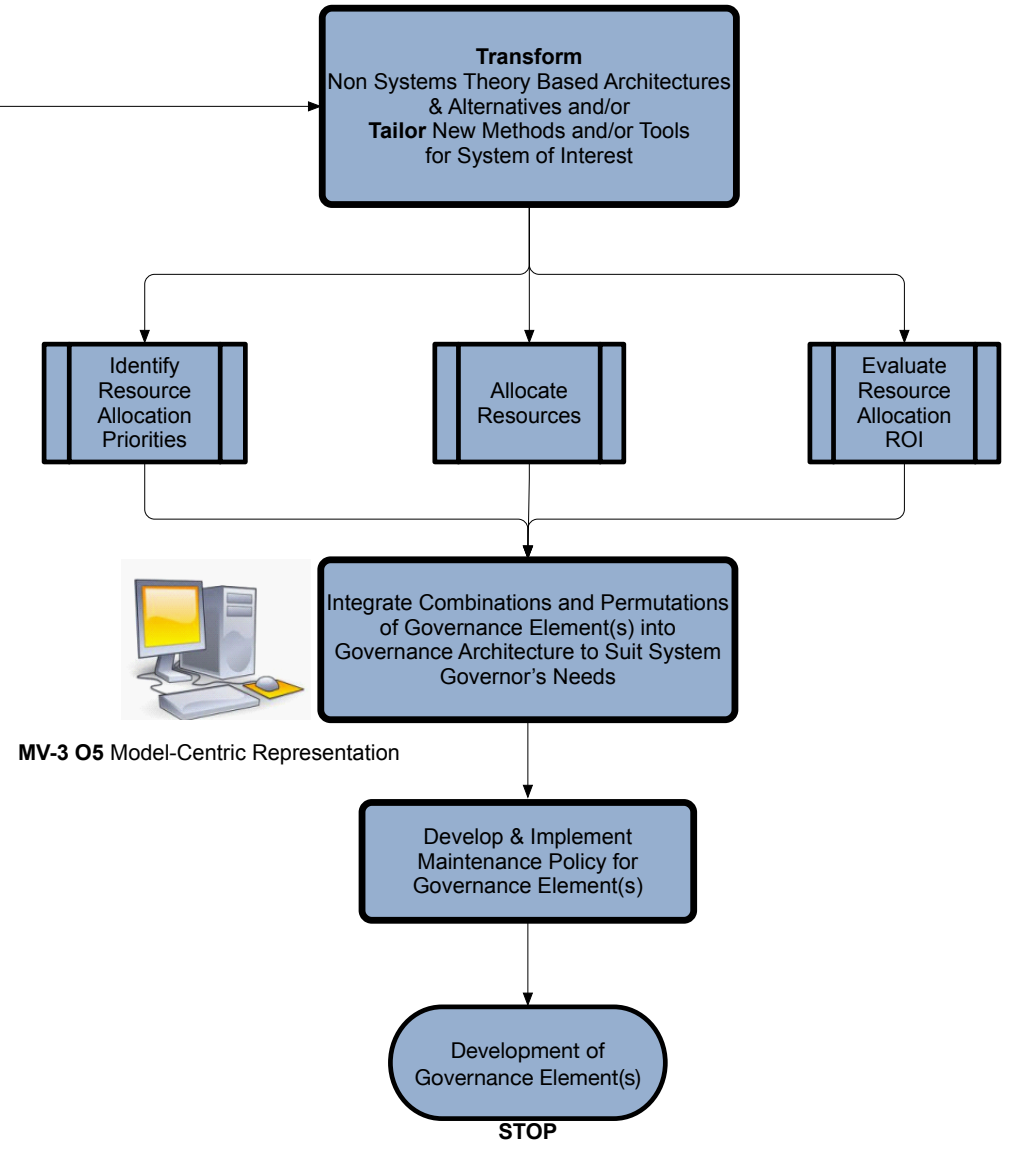 Transform
Non Systems Theory Based Architectures
& Alternatives and/or
Tailor New Methods and/or Tools
for System of Interest
Identify
Resource
Allocation
Priorities
Allocate
Resources
Evaluate
Resource
Allocation
ROI
Integrate Combinations and Permutations
of Governance Element(s) into
Governance Architecture to Suit System
Governor’s Needs
MV-3 O5 Model-Centric Representation
Develop & Implement
Maintenance Policy for
Governance Element(s)
Development of
Governance Element(s)
STOP